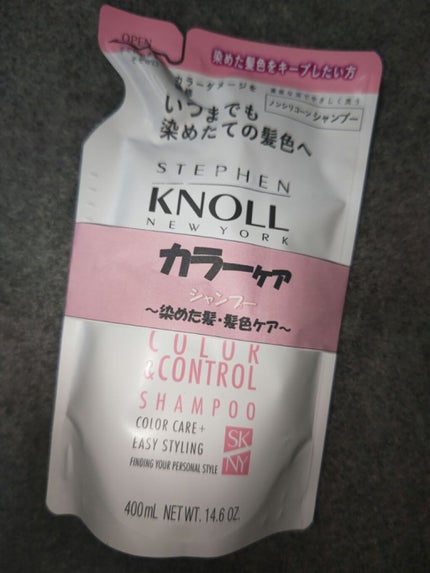 OPEN
染めた髪色をキープしたい方
カラーダメージを
いつまでも
染めたての髪色へ
ノンシリコーン シャンプー
STEPHEN
KNOLL
NEW YORK
カラーケア
シャンプー
～染めた髪・髪色ケア～
COLOR
&CONTROL
SHAMPOO
COLOR CARE+
EASY STYLING
FINDING YOUR PERSONAL STYLE
SK
NY
400mL NET WT. 14.6 OZ.